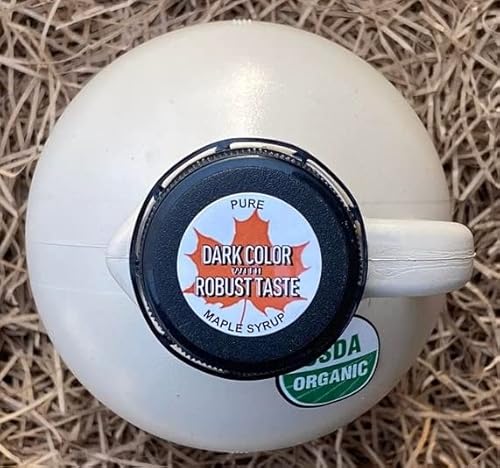 PURE
DARK COLOR
WITH
ROBUST TASTE
MAPLE SYRUP
USDA
ORGANIC